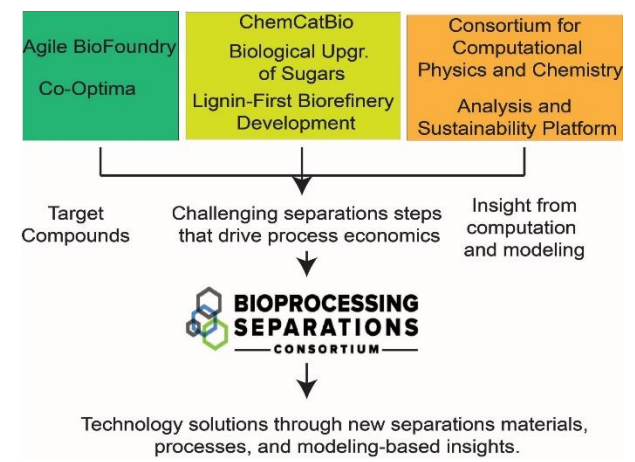 Agile BioFoundry
Co-Optima
ChemCatBio
Biological Upgr.
of Sugars
Lignin-First Biorefinery
Development
Consortium for
Computational
Physics and Chemistry
Analysis and
Sustainability Platform
Target
Compounds
Challenging separations steps
that drive process economics
Insight from
computation
and modeling
BIOPROCESSING
SEPARATIONS
CONSORTIUM
Technology solutions through new separations materials,
processes, and modeling-based insights.